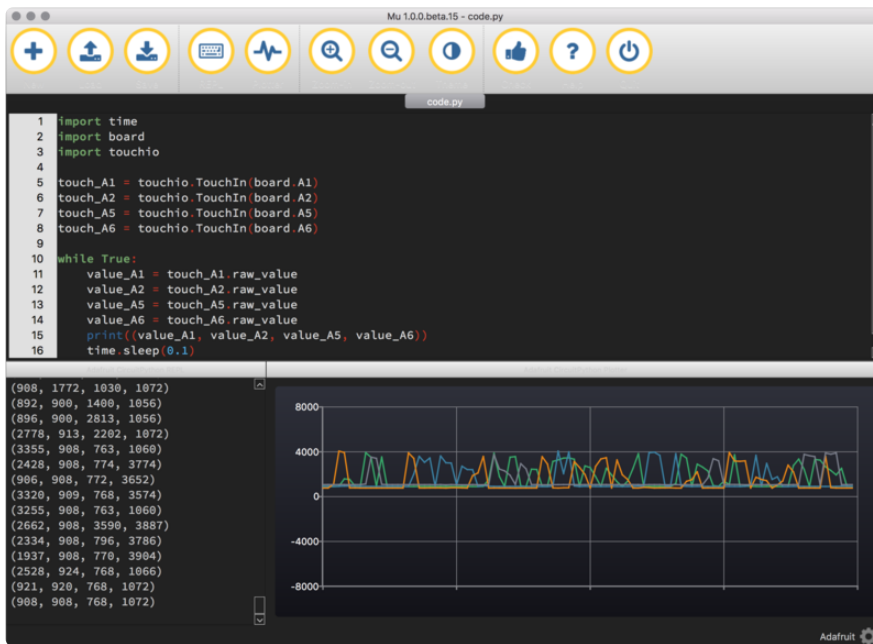 Mu 1.0.0.beta.15 - code.py
code.py
1 import time
2 import board
3 import touchio
4
5 touch_A1 = touchio.TouchIn(board.A1)
6 touch_A2 = touchio.TouchIn(board.A2)
7 touch_A5 = touchio.TouchIn(board.A5)
8 touch_A6 = touchio.TouchIn(board.A6)
9
10 while True:
11     value_A1 = touch_A1.raw_value
12     value_A2 = touch_A2.raw_value
13     value_A5 = touch_A5.raw_value
14     value_A6 = touch_A6.raw_value
15     print((value_A1, value_A2, value_A5, value_A6))
16     time.sleep(0.1)
(908, 1772, 1030, 1072)
(892, 900, 1400, 1056)
(896, 900, 2813, 1056)
(2778, 913, 2202, 1072)
(3355, 908, 763, 1060)
(2428, 908, 774, 3774)
(906, 908, 772, 3652)
(3320, 909, 768, 3574)
(3255, 908, 763, 1060)
(2662, 908, 3590, 3887)
(2334, 908, 796, 3786)
(1937, 908, 770, 3904)
(2528, 924, 768, 1066)
(921, 920, 768, 1072)
(908, 908, 768, 1072)
8000
4000
0
-4000
-8000
Adafruit